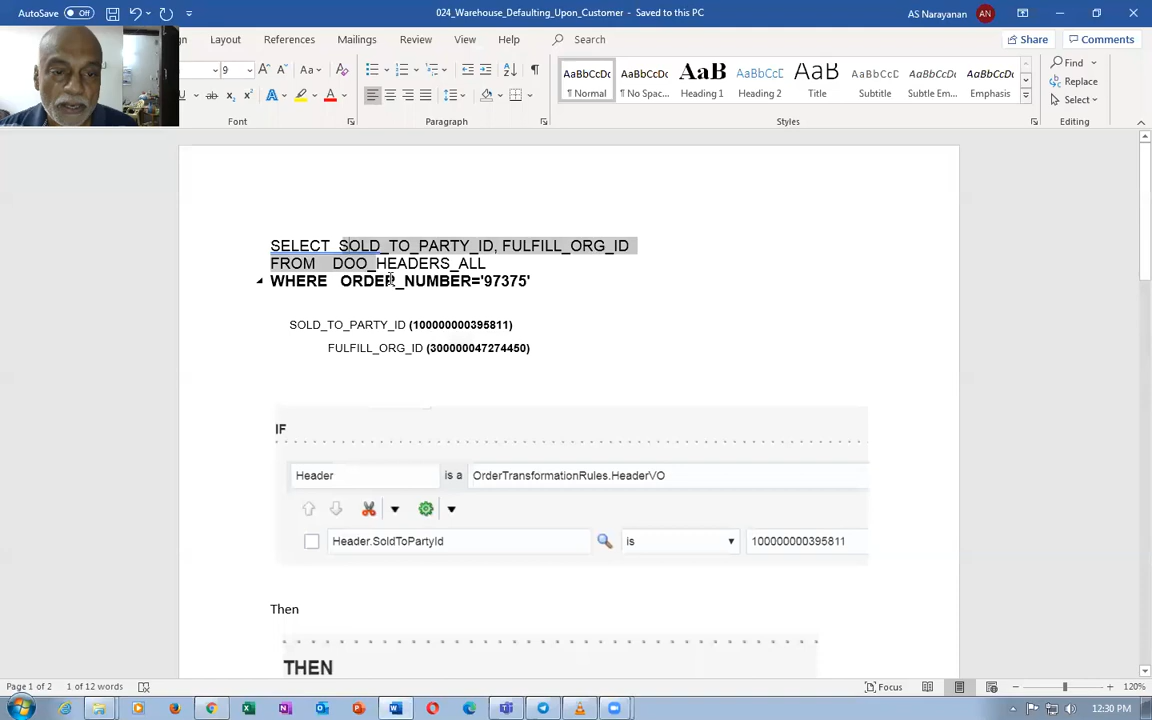 AutoSave Off
024_Warehouse_Defaulting_Upon_Customer - Saved to this PC
AS Narayanan AN
Layout References Mailings Review View Help Search
Share Comments
9 Aa
AaBbCcDc AaBbCcDc AaB AaBbCcC AaB AaBbCcD AaBbCcDc AaBbCcDc
¶ Normal ¶ No Spac... Heading 1 Heading 2 Title Subtitle Subtle Em... Emphasis
Find
Replace
Select
Font Paragraph Styles Editing
SELECT SOLD_TO_PARTY_ID, FULFILL_ORG_ID
FROM DOO_HEADERS_ALL
WHERE ORDER_NUMBER='97375'
SOLD_TO_PARTY_ID (100000000395811)
FULFILL_ORG_ID (300000047274450)
IF
Header is a OrderTransformationRules.HeaderVO
Header.SoldToPartyId is 100000000395811
Then
THEN
Page 1 of 2 1 of 12 words Focus 120%
12:30 PM